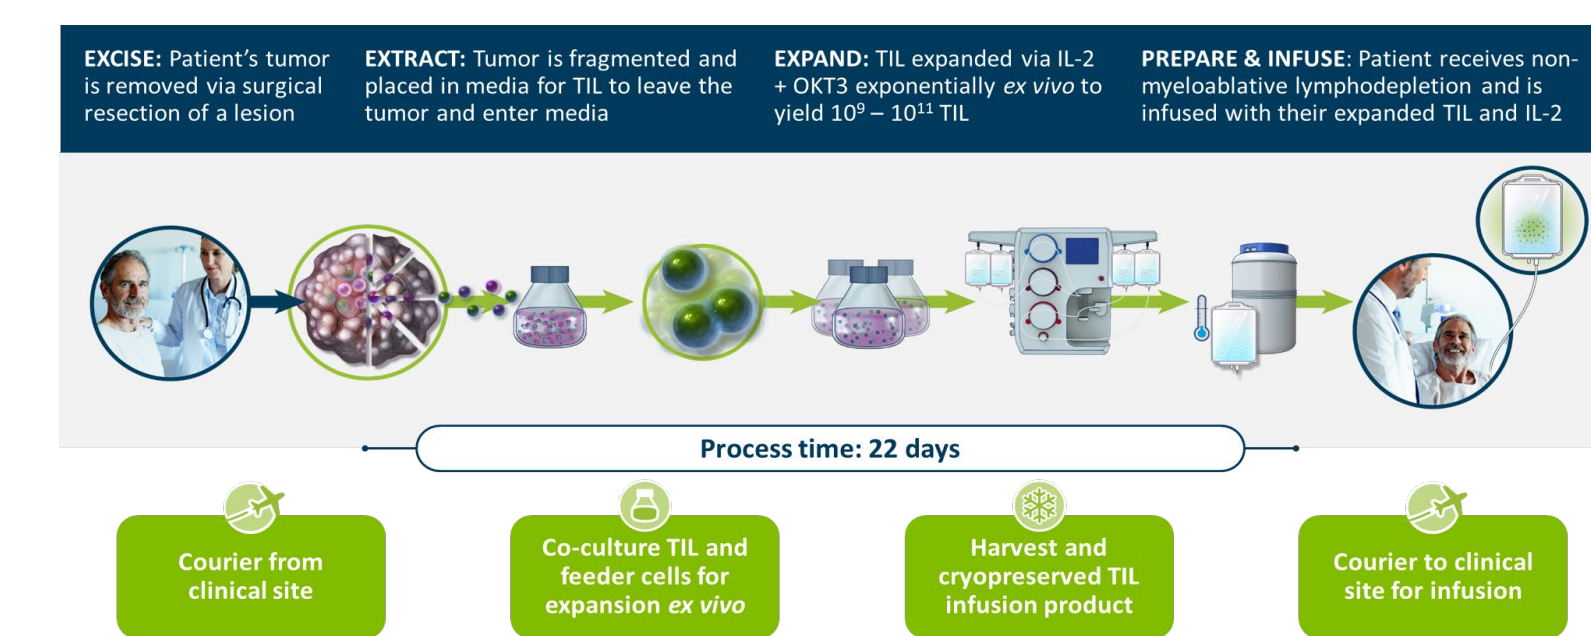 EXCISE: Patient's tumor
is removed via surgical
resection of a lesion
EXTRACT: Tumor is fragmented and
placed in media for TIL to leave the
tumor and enter media
EXPAND: TIL expanded via IL-2
+ OKT3 exponentially ex vivo to
yield 10⁹ – 10¹¹ TIL
PREPARE & INFUSE: Patient receives non-
myeloablative lymphodepletion and is
infused with their expanded TIL and IL-2
Process time: 22 days
Courier from
clinical site
Co-culture TIL and
feeder cells for
expansion ex vivo
Harvest and
cryopreserved TIL
infusion product
Courier to clinical
site for infusion